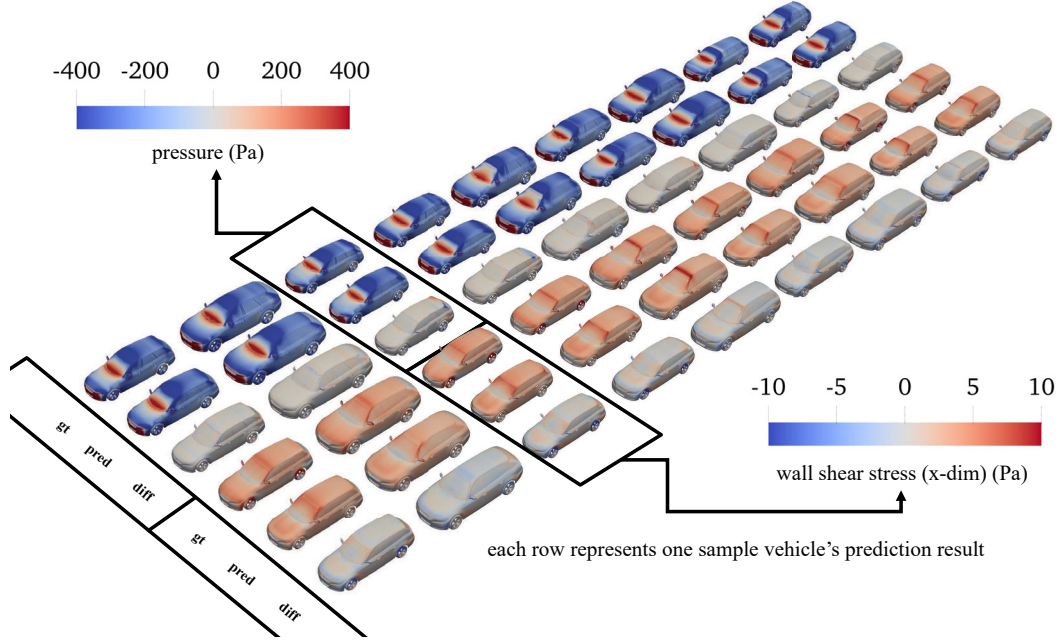 -400 -200 0 200 400
pressure (Pa)
-10 -5 0 5 10
wall shear stress (x-dim) (Pa)
each row represents one sample vehicle's prediction result
gt
pred
diff
gt
pred
diff